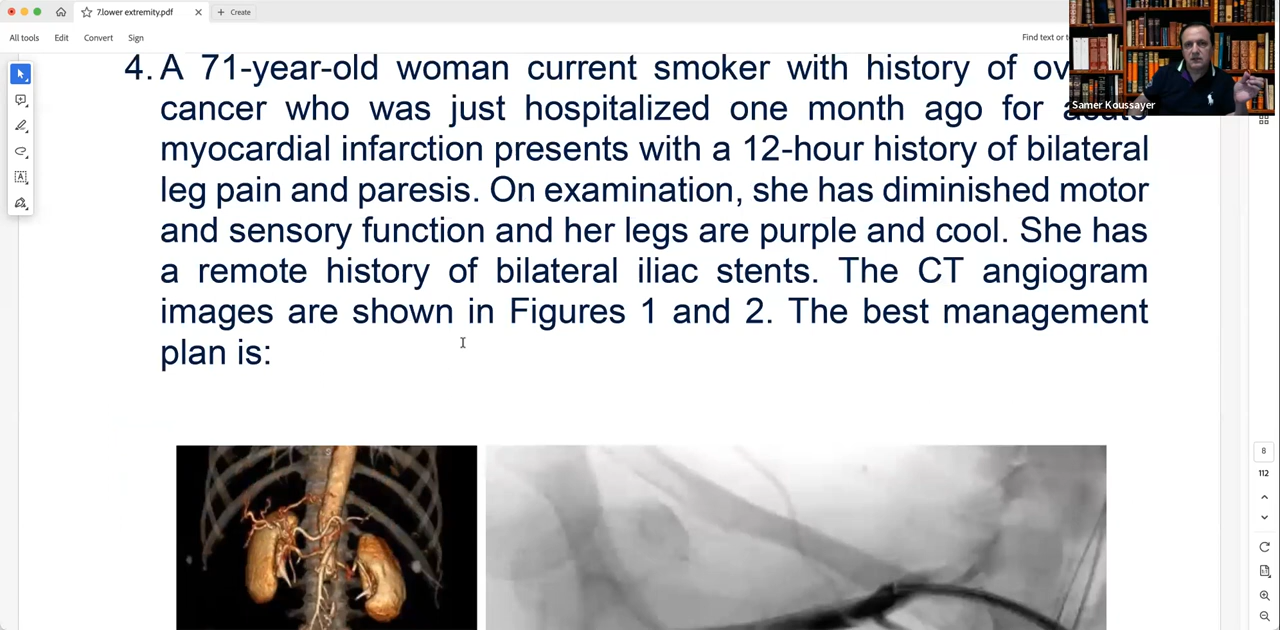 7.lower extremity.pdf
Create
All tools Edit Convert Sign
Find text or
Samer Koussayer
4. A 71-year-old woman current smoker with history of
cancer who was just hospitalized one month ago for acute
myocardial infarction presents with a 12-hour history of bilateral
leg pain and paresis. On examination, she has diminished motor
and sensory function and her legs are purple and cool. She has
a remote history of bilateral iliac stents. The CT angiogram
images are shown in Figures 1 and 2. The best management
plan is:
8
112